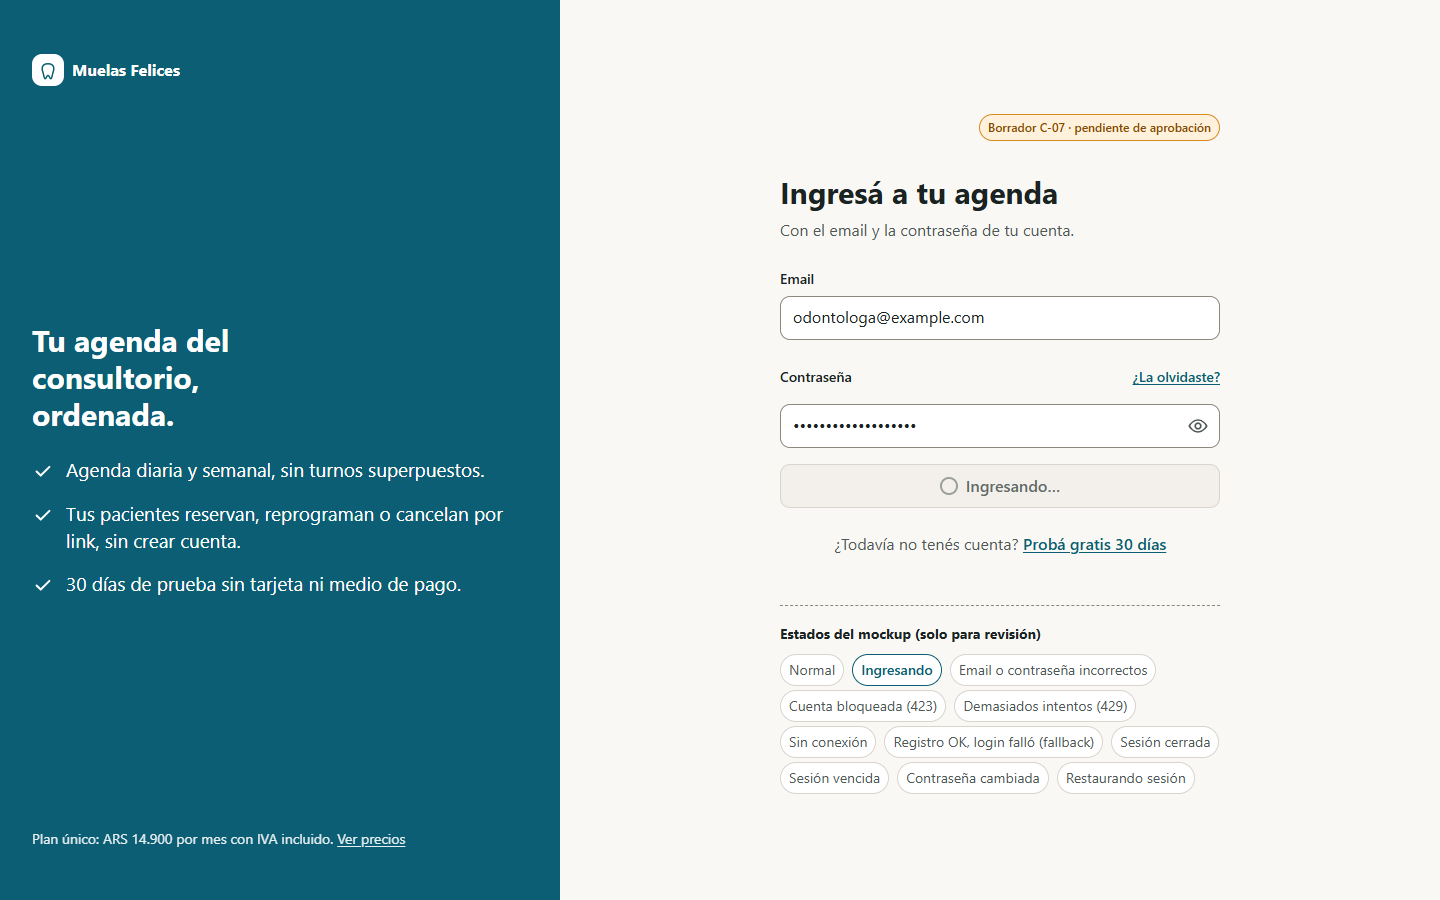 Muelas Felices
Tu agenda del
consultorio,
ordenada.
Agenda diaria y semanal, sin turnos superpuestos.
Tus pacientes reservan, reprograman o cancelan por
link, sin crear cuenta.
30 días de prueba sin tarjeta ni medio de pago.
Plan único: ARS 14.900 por mes con IVA incluido. Ver precios
Borrador C-07 · pendiente de aprobación
Ingresá a tu agenda
Con el email y la contraseña de tu cuenta.
Email
odontologa@example.com
Contraseña ¿La olvidaste?
•••••••••••••••••••
Ingresando...
¿Todavía no tenés cuenta? Probá gratis 30 días
Estados del mockup (solo para revisión)
Normal Ingresando Email o contraseña incorrectos
Cuenta bloqueada (423) Demasiados intentos (429)
Sin conexión Registro OK, login falló (fallback) Sesión cerrada
Sesión vencida Contraseña cambiada Restaurando sesión